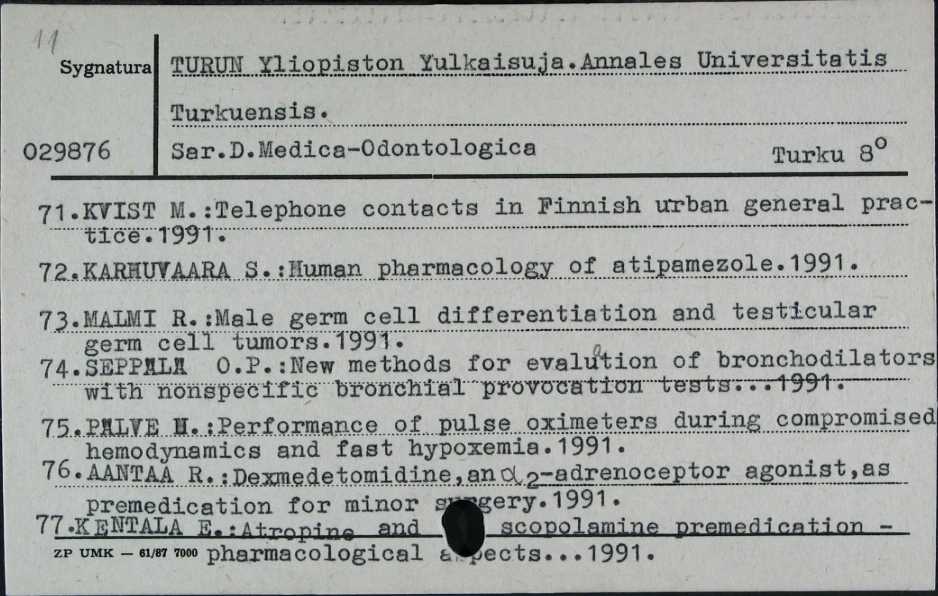 11
Sygnatura TURUN Yliopiston Yulkaisuja.Annales Universitatis
Turkuensis.
029876 Sar.D.Medica-Odontologica Turku 8º
71.KVIST M.:Telephone contacts in Finnish urban general prac-
tice.1991.
72.KARHUVAARA S.:Human pharmacology of atipamezole.1991.
73.MALMI R.:Male germ cell differentiation and testicular
germ cell tumors.1991.
74.SEPPALA O.P.:New methods for evaluation of bronchodilators
with nonspecific bronchial provocation tests...1991.
75.PALVE H.:Performance of pulse oximeters during compromised
hemodynamics and fast hypoxemia.1991.
76.AANTAA R.:Dexmedetomidine,an α2-adrenoceptor agonist,as
premedication for minor surgery.1991.
77.KENTALA E.:Atropine and scopolamine premedication -
ZP UMK — 61/87 7000 pharmacological aspects...1991.